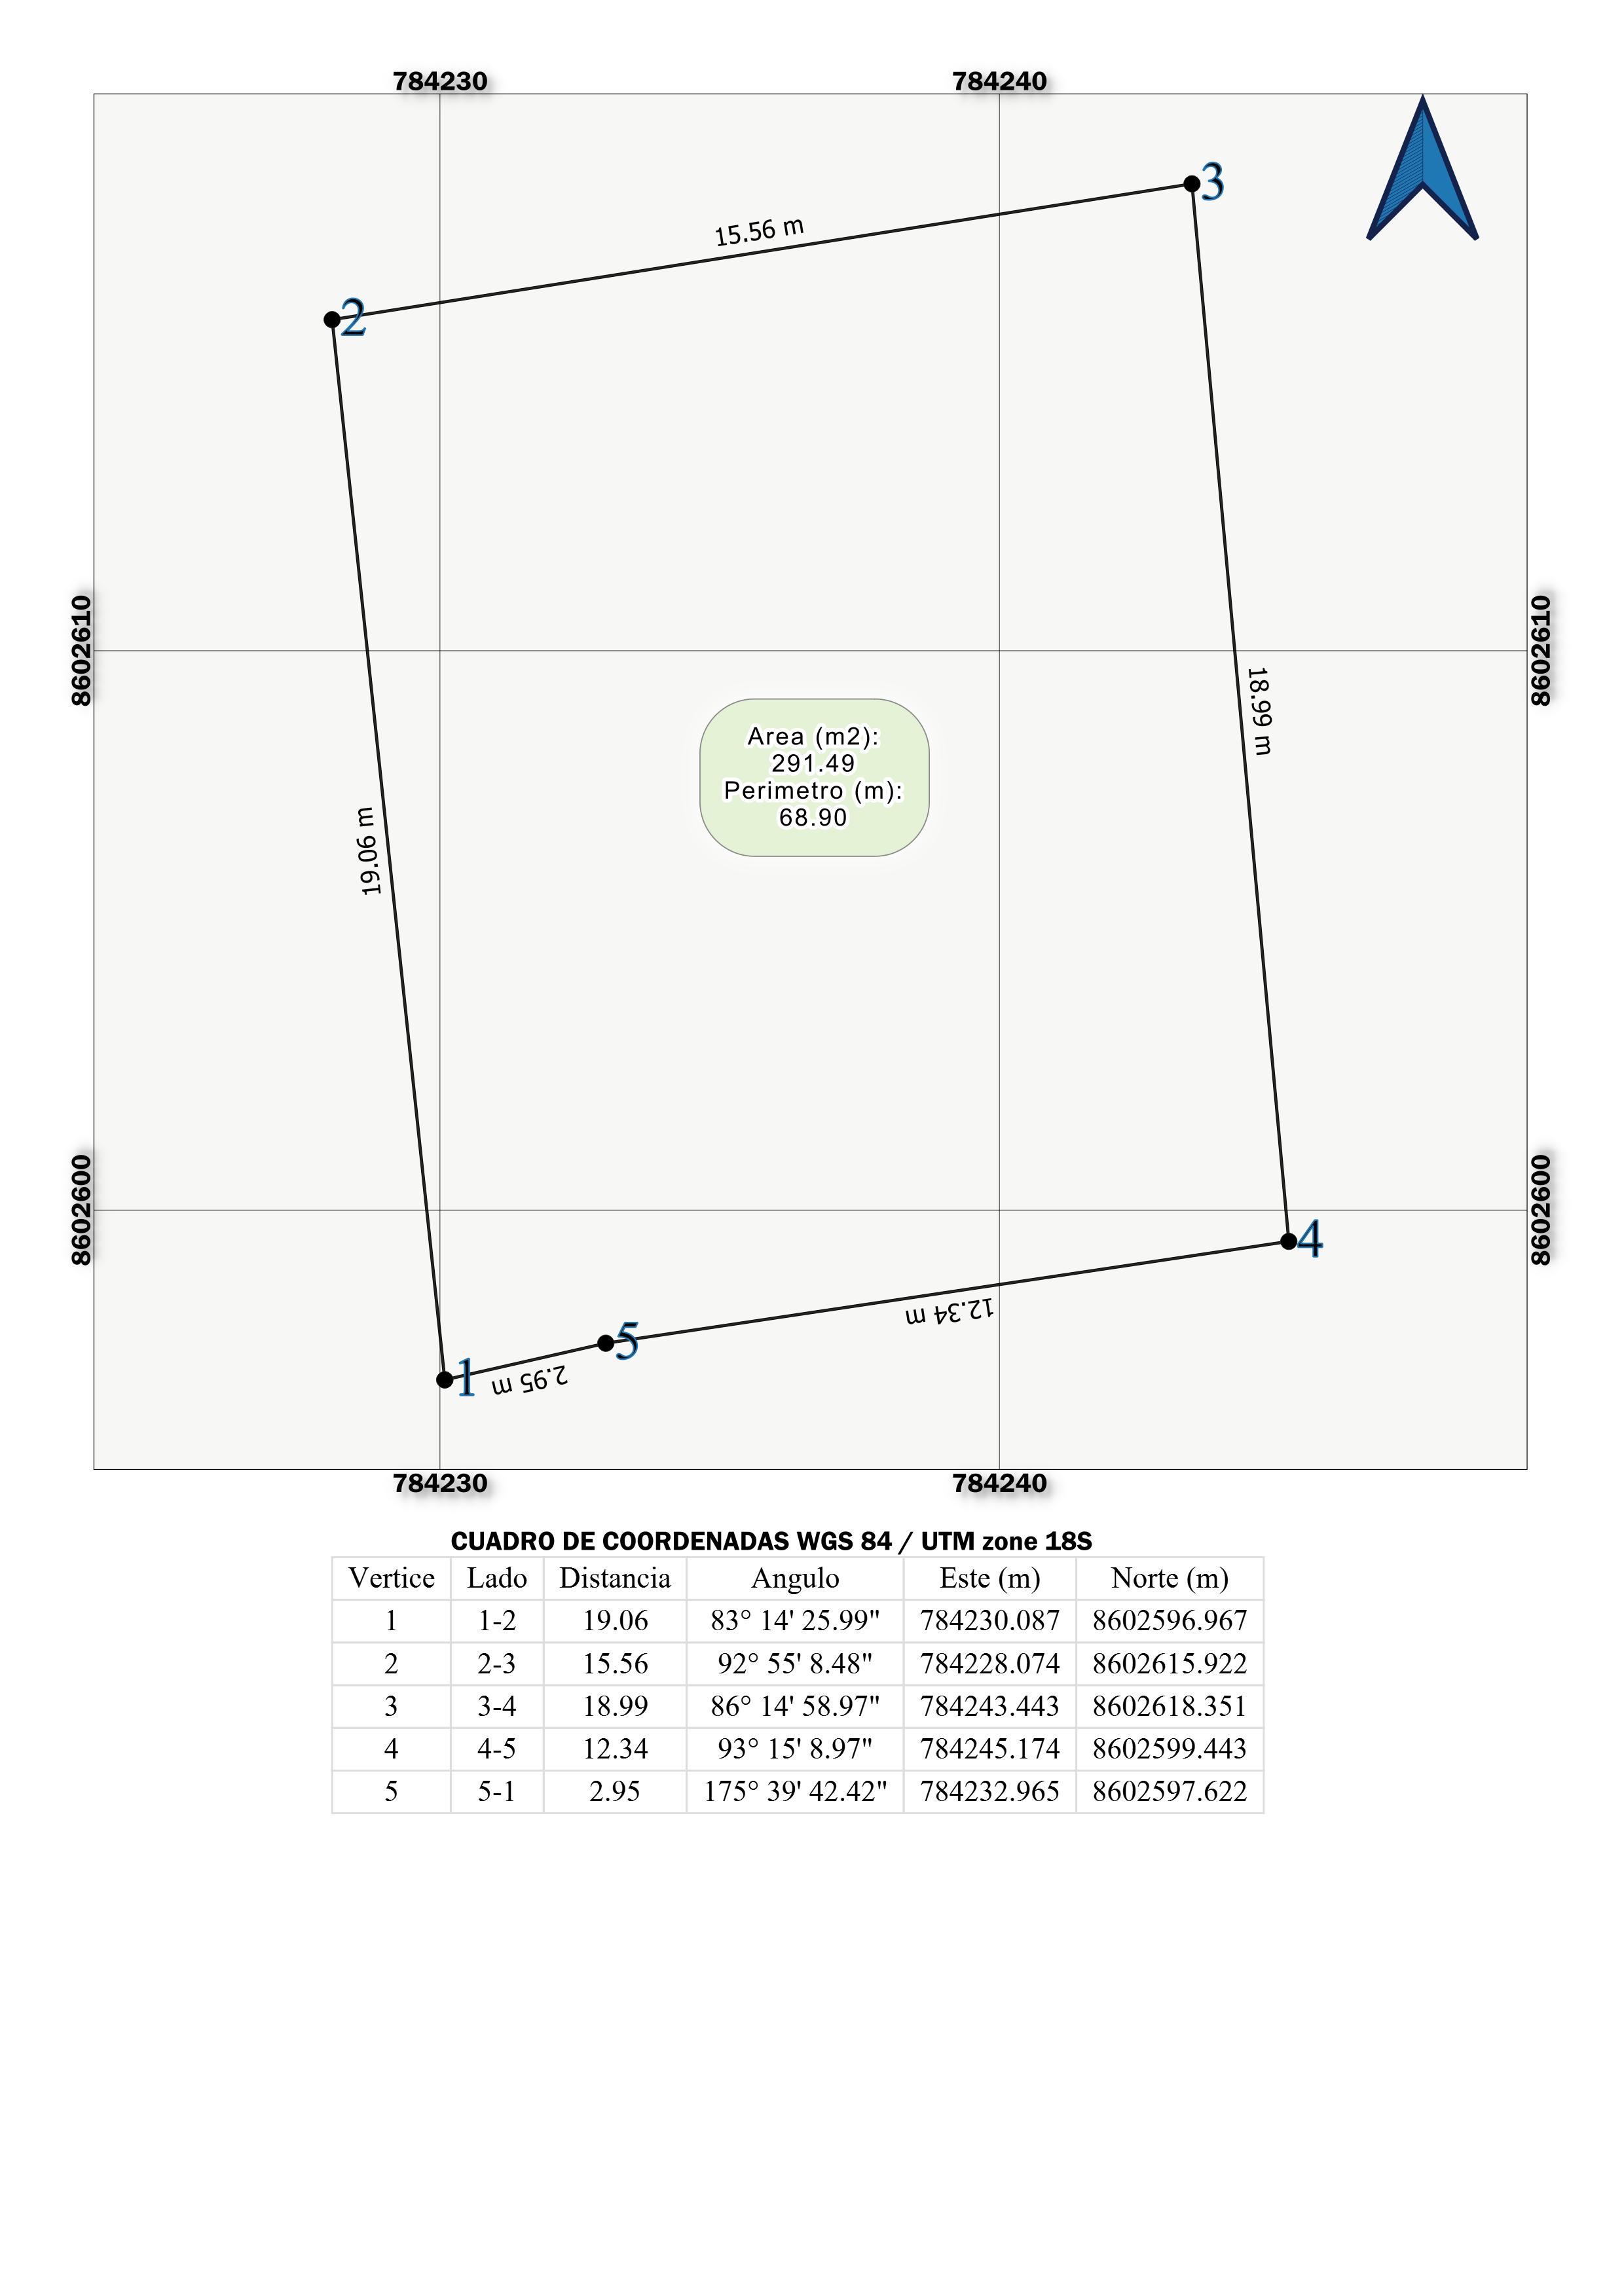 784230 784240
3
15.56 m
2
8602610 8602610
18.99 m
Area (m2):
291.49
Perimetro (m):
68.90
19.06 m
8602600 8602600
4
12.34 m
5
1
2.95 m
784230 784240
CUADRO DE COORDENADAS WGS 84 / UTM zone 18S
Vertice Lado Distancia Angulo Este (m) Norte (m)
1 1-2 19.06 83° 14' 25.99" 784230.087 8602596.967
2 2-3 15.56 92° 55' 8.48" 784228.074 8602615.922
3 3-4 18.99 86° 14' 58.97" 784243.443 8602618.351
4 4-5 12.34 93° 15' 8.97" 784245.174 8602599.443
5 5-1 2.95 175° 39' 42.42" 784232.965 8602597.622